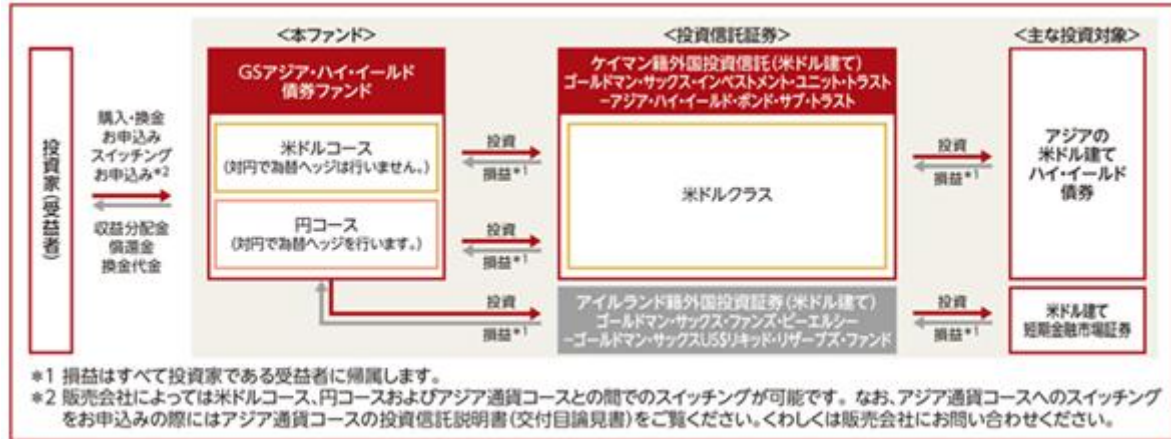 <本ファンド>
<投資信託証券>
<主な投資対象>
投資家(受益者)
購入・換金
お申込み
スイッチング
お申込み*2
収益分配金
償還金
換金代金
GSアジア・ハイ・イールド
債券ファンド
米ドルコース
(対円で為替ヘッジは行いません。)
円コース
(対円で為替ヘッジを行います。)
投資
損益*1
投資
損益*1
投資
損益*1
ケイマン籍外国投資信託(米ドル建て)
ゴールドマン・サックス・インベストメント・ユニット・トラスト
-アジア・ハイ・イールド・ボンド・サブ・トラスト
米ドルクラス
アイルランド籍外国投資証券(米ドル建て)
ゴールドマン・サックス・ファンズ・ピーエルシー
-ゴールドマン・サックスUS$リキッド・リザーブズ・ファンド
投資
損益*1
投資
損益*1
アジアの
米ドル建て
ハイ・イールド
債券
米ドル建て
短期金融市場証券
*1 損益はすべて投資家である受益者に帰属します。
*2 販売会社によっては米ドルコース、円コースおよびアジア通貨コースとの間でのスイッチングが可能です。なお、アジア通貨コースへのスイッチング
をお申込みの際にはアジア通貨コースの投資信託説明書(交付目論見書)をご覧ください。くわしくは販売会社にお問い合わせください。